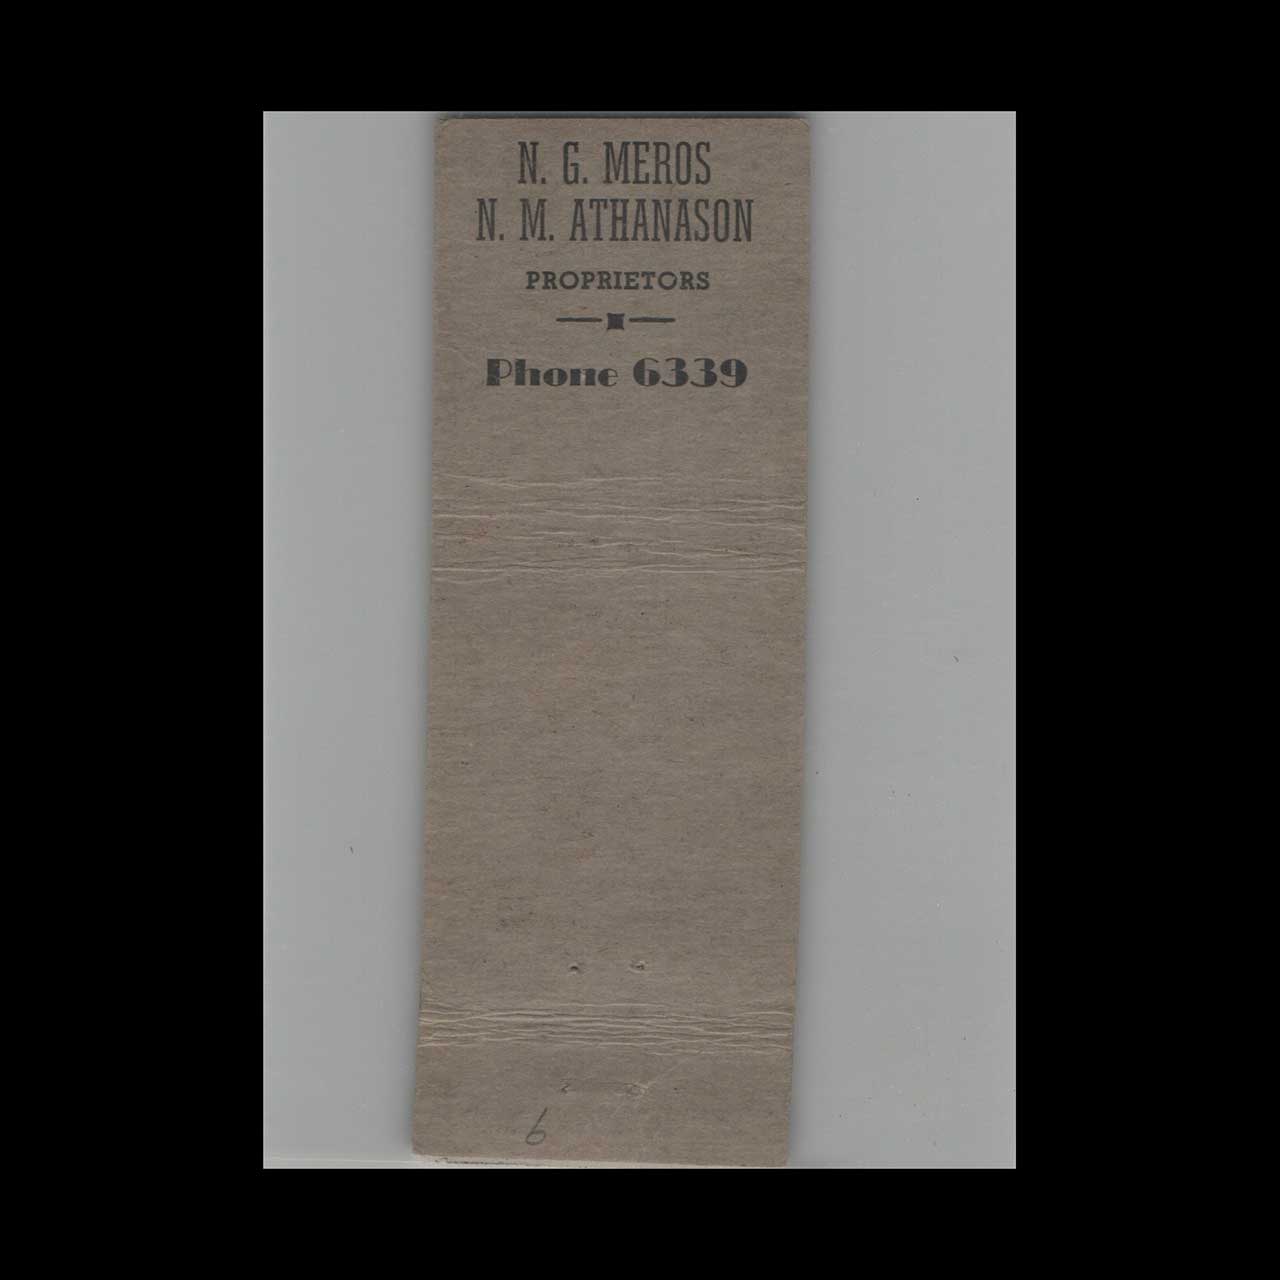 N. G. MEROS
N. M. ATHANASON
PROPRIETORS
Phone 6339
6